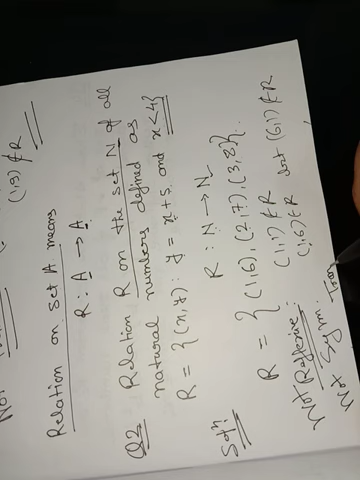 (1,3) ∉ R
Relation on set A means
R : A → A
Q2 Relation R on the set N of all
natural numbers defined as
R = {(x,y) : y = x+5 and x<4}
Solⁿ: R : N → N
R = {(1,6), (2,7), (3,8)}.
Not Reflexive: (1,1) ∉ R
Not Symm: (1,6) ∈ R but (6,1) ∉ R